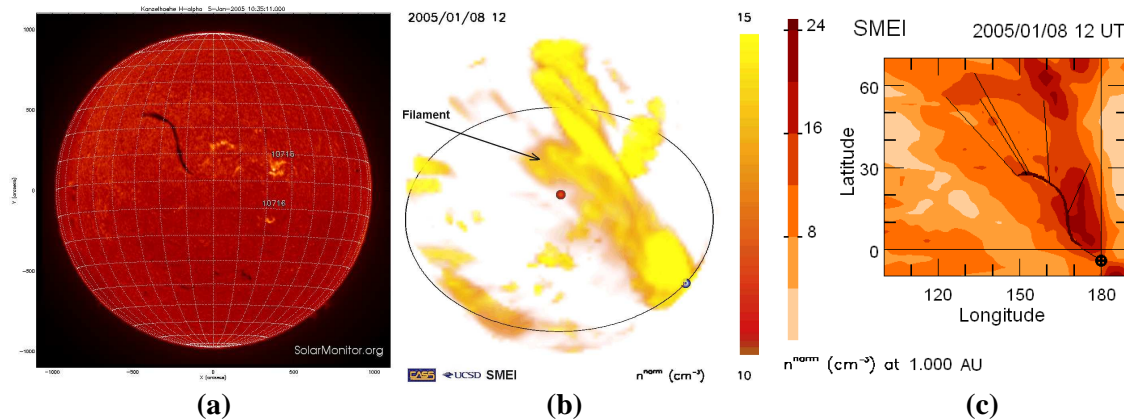 Kanzelhoehe H-alpha 5-Jan-2005 10:35:11.000
1000
500
0
-500
-1000
Y (arcsecs)
10715
10716
SolarMonitor.org
-1000
-500
0
500
1000
X (arcsecs)
(a)
2005/01/08 12
Filament
CASS UCSD SMEI
n^norm (cm⁻³)
15
10
(b)
24
16
8
SMEI 2005/01/08 12 UT
60
30
0
Latitude
120
150
180
Longitude
n^norm (cm⁻³) at 1.000 AU
(c)